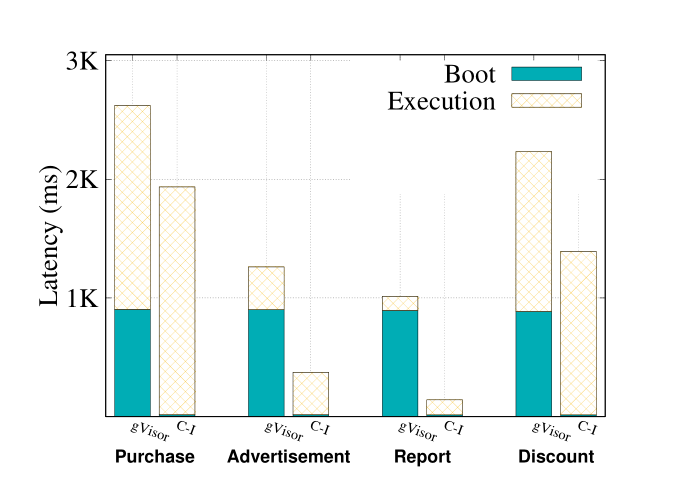 3K
2K
1K
Latency (ms)
Boot
Execution
gVisor C-I gVisor C-I gVisor C-I gVisor C-I
Purchase Advertisement Report Discount